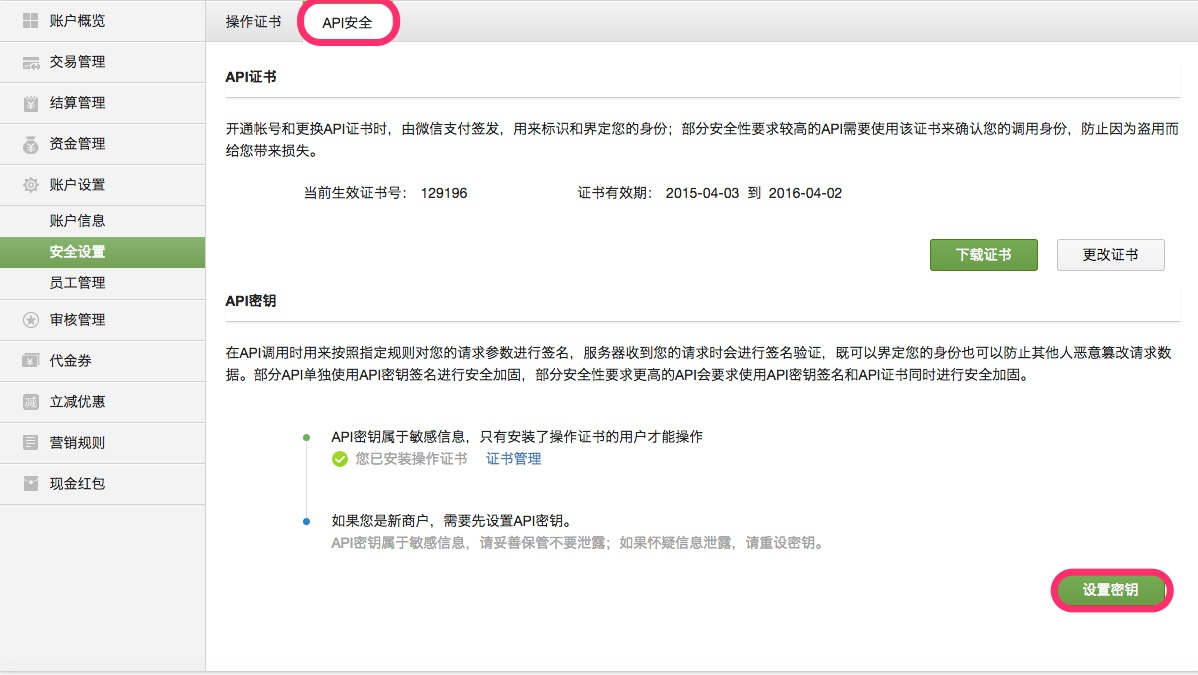 账户概览
交易管理
结算管理
资金管理
账户设置
账户信息
安全设置
员工管理
审核管理
代金券
减
立减优惠
营销规则
现金红包
操作证书
API安全
API证书
开通帐号和更换API证书时，由微信支付签发，用来标识和界定您的身份；部分安全性要求较高的API需要使用该证书来确认您的调用身份，防止因为盗用而
给您带来损失。
当前生效证书号： 129196
证书有效期： 2015-04-03 到 2016-04-02
下载证书
更改证书
API密钥
在API调用时用来按照指定规则对您的请求参数进行签名，服务器收到您的请求时会进行签名验证，既可以界定您的身份也可以防止其他人恶意篡改请求数
据。部分API单独使用API密钥签名进行安全加固，部分安全性要求更高的API会要求使用API密钥签名和API证书同时进行安全加固。
API密钥属于敏感信息，只有安装了操作证书的用户才能操作
您已安装操作证书 证书管理
如果您是新商户，需要先设置API密钥。
API密钥属于敏感信息，请妥善保管不要泄露；如果怀疑信息泄露，请重设密钥。
设置密钥